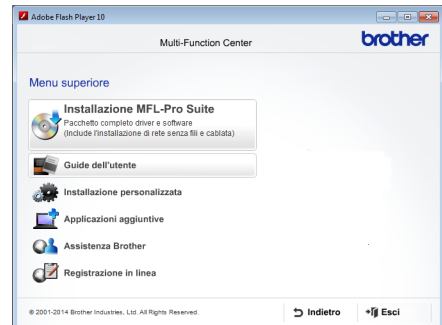 Adobe Flash Player 10
Multi-Function Center
brother
Menu superiore
Installazione MFL-Pro Suite
Pacchetto completo driver e software
(Include l'installazione di rete senza fili e cablata)
Guide dell'utente
Installazione personalizzata
Applicazioni aggiuntive
Assistenza Brother
Registrazione in linea
© 2001-2014 Brother Industries, Ltd. All Rights Reserved.
Indietro
Esci